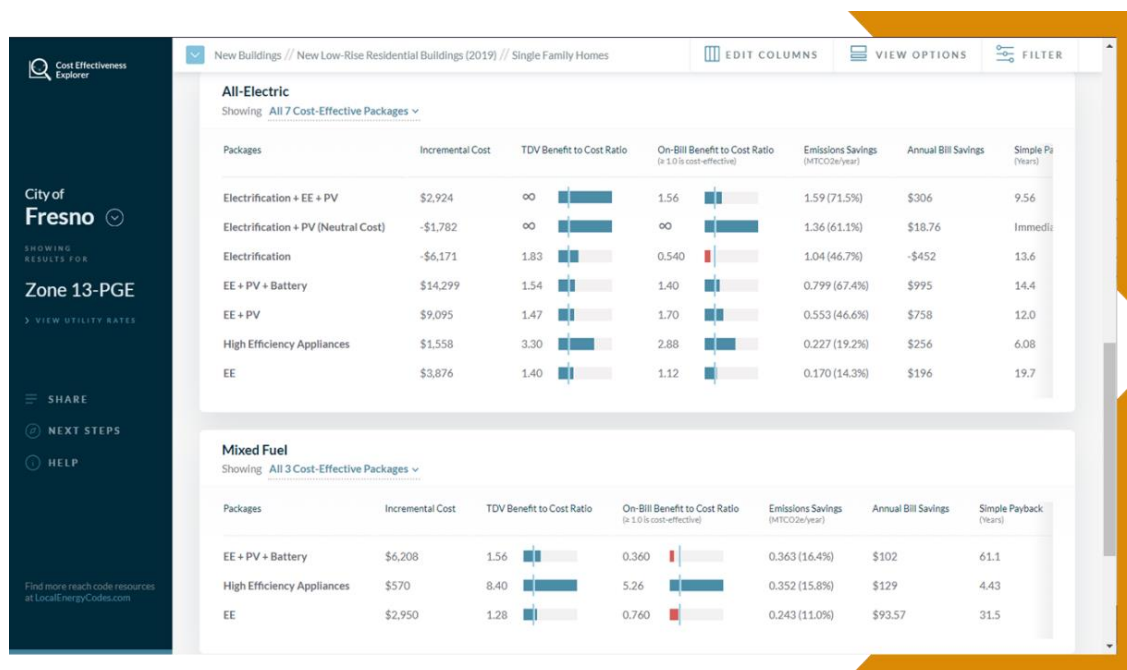 Cost Effectiveness
Explorer
New Buildings // New Low-Rise Residential Buildings (2019) // Single Family Homes
EDIT COLUMNS
VIEW OPTIONS
FILTER
City of
Fresno
SHOWING
RESULTS FOR
Zone 13-PGE
> VIEW UTILITY RATES
SHARE
NEXT STEPS
HELP
Find more reach code resources
at LocalEnergyCodes.com
All-Electric
Showing All 7 Cost-Effective Packages
Packages Incremental Cost TDV Benefit to Cost Ratio On-Bill Benefit to Cost Ratio Emissions Savings Annual Bill Savings Simple Pa
(≥ 1.0 is cost-effective) (MTCO2e/year) (Years)
Electrification + EE + PV $2,924 ∞ 1.56 1.59 (71.5%) $306 9.56
Electrification + PV (Neutral Cost) -$1,782 ∞ ∞ 1.36 (61.1%) $18.76 Immedia
Electrification -$6,171 1.83 0.540 1.04 (46.7%) -$452 13.6
EE + PV + Battery $14,299 1.54 1.40 0.799 (67.4%) $995 14.4
EE + PV $9,095 1.47 1.70 0.553 (46.6%) $758 12.0
High Efficiency Appliances $1,558 3.30 2.88 0.227 (19.2%) $256 6.08
EE $3,876 1.40 1.12 0.170 (14.3%) $196 19.7
Mixed Fuel
Showing All 3 Cost-Effective Packages
Packages Incremental Cost TDV Benefit to Cost Ratio On-Bill Benefit to Cost Ratio Emissions Savings Annual Bill Savings Simple Payback
(≥ 1.0 is cost-effective) (MTCO2e/year) (Years)
EE + PV + Battery $6,208 1.56 0.360 0.363 (16.4%) $102 61.1
High Efficiency Appliances $570 8.40 5.26 0.352 (15.8%) $129 4.43
EE $2,950 1.28 0.760 0.243 (11.0%) $93.57 31.5